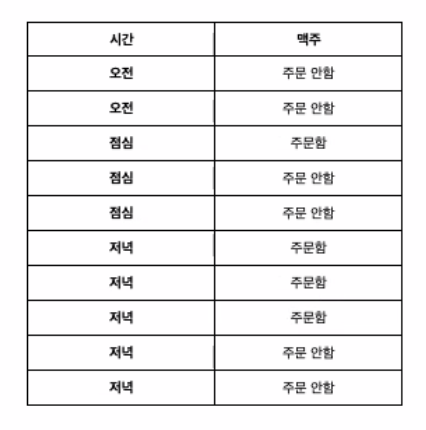 시간 맥주
오전 주문 안함
오전 주문 안함
점심 주문함
점심 주문 안함
점심 주문 안함
저녁 주문함
저녁 주문함
저녁 주문함
저녁 주문 안함
저녁 주문 안함